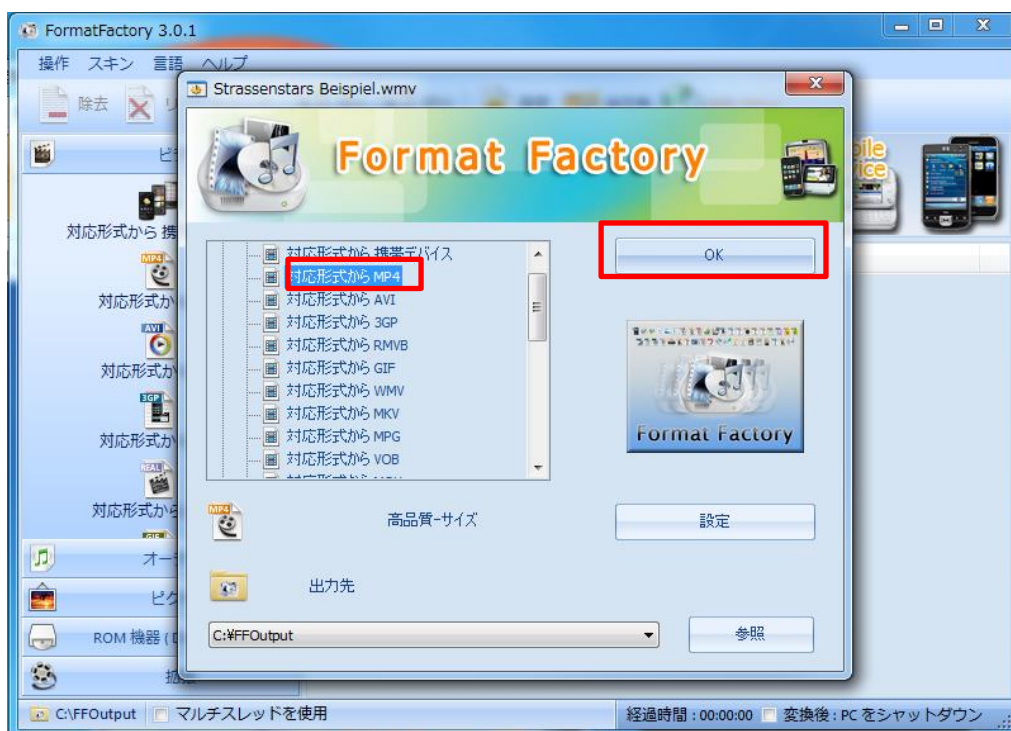 FormatFactory 3.0.1
操作 スキン 言語 ヘルプ
除去
Strassenstars Beispiel.wmv
Format Factory
対応形式から 携帯デバイス
対応形式から MP4
対応形式から AVI
対応形式から 3GP
対応形式から RMVB
対応形式から GIF
対応形式から WMV
対応形式から MKV
対応形式から MPG
対応形式から VOB
OK
Format Factory
MP4
高品質-サイズ
設定
出力先
C:¥FFOutput
参照
対応形式から 携
MP4
対応形式か
AVI
対応形式か
3GP
対応形式か
REAL
対応形式から
オー
ピク
ROM 機器 (
C:\FFOutput マルチスレッドを使用
経過時間 : 00:00:00 変換後 : PC をシャットダウン